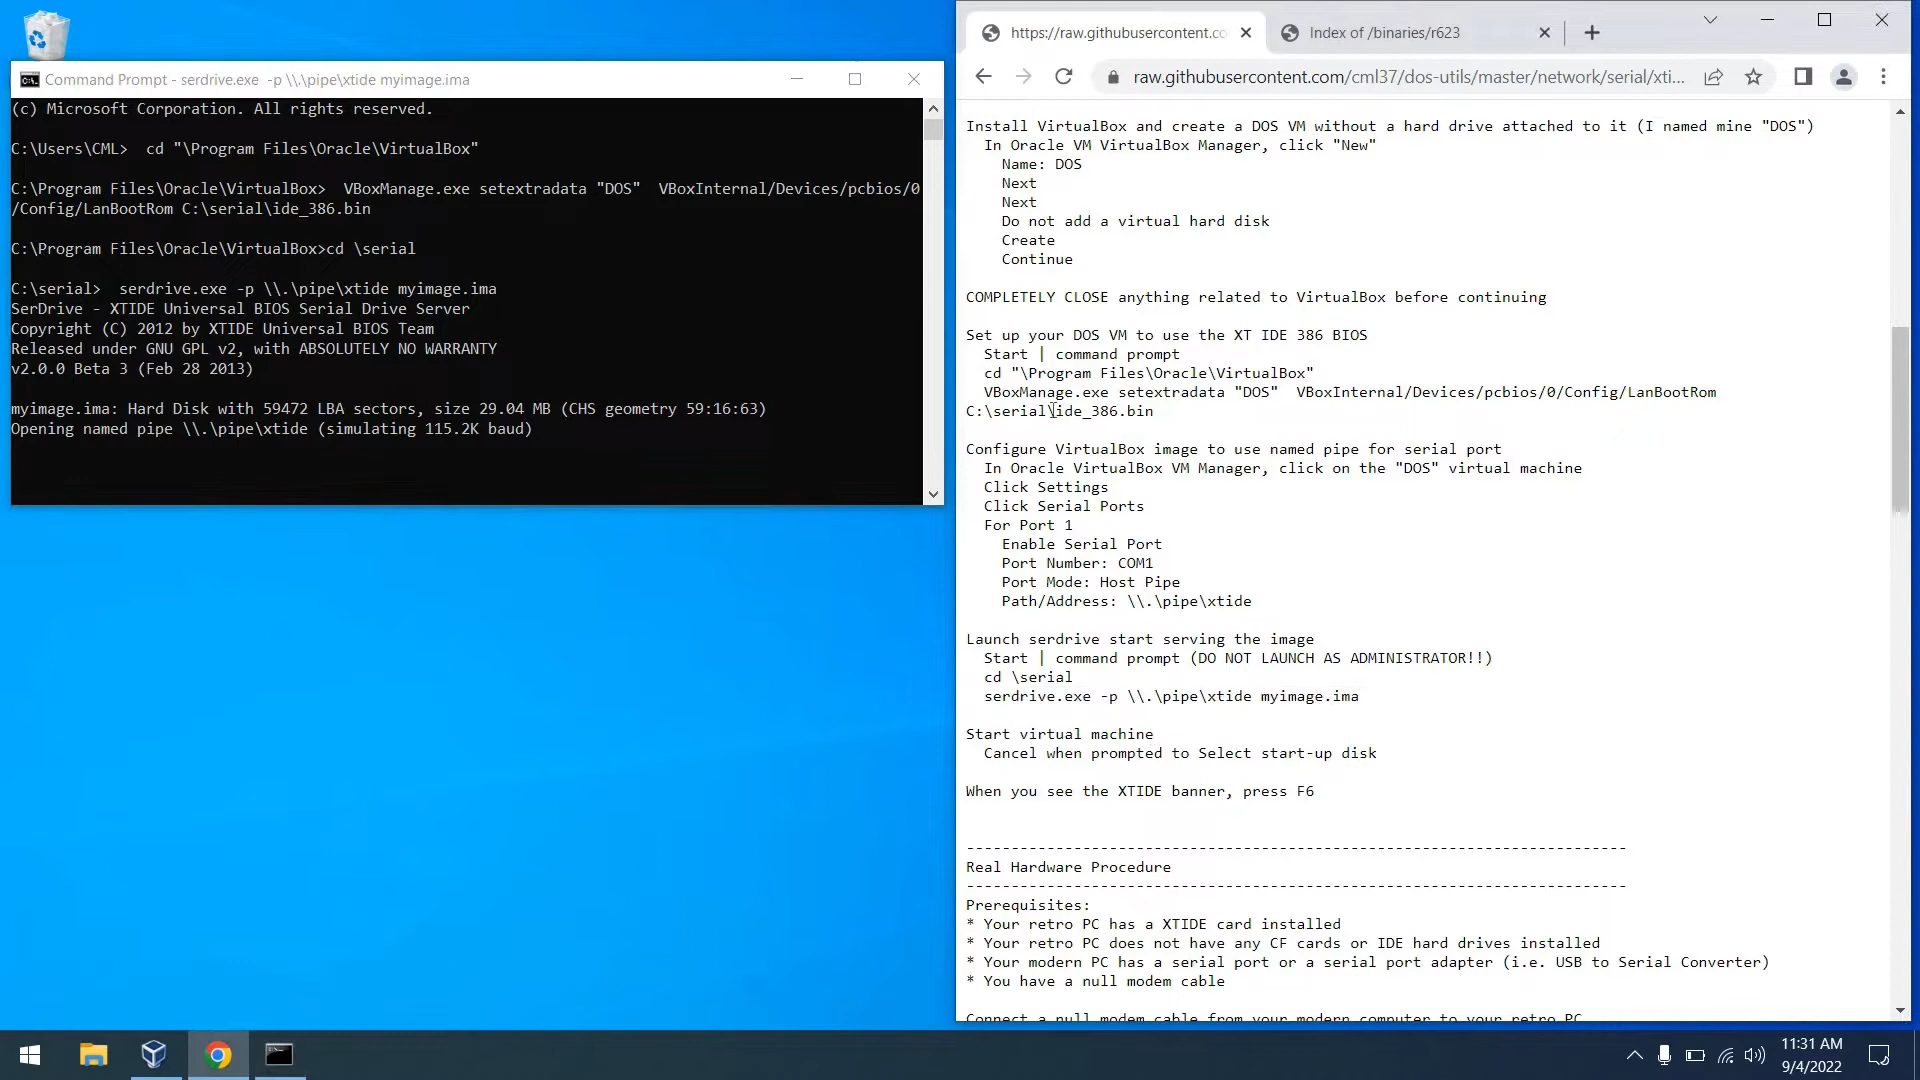 Command Prompt - serdrive.exe -p \\.\pipe\xtide myimage.ima
(c) Microsoft Corporation. All rights reserved.
C:\Users\CML>  cd "\Program Files\Oracle\VirtualBox"
C:\Program Files\Oracle\VirtualBox>  VBoxManage.exe setextradata "DOS"  VBoxInternal/Devices/pcbios/0
/Config/LanBootRom C:\serial\ide_386.bin
C:\Program Files\Oracle\VirtualBox>cd \serial
C:\serial>  serdrive.exe -p \\.\pipe\xtide myimage.ima
SerDrive - XTIDE Universal BIOS Serial Drive Server
Copyright (C) 2012 by XTIDE Universal BIOS Team
Released under GNU GPL v2, with ABSOLUTELY NO WARRANTY
v2.0.0 Beta 3 (Feb 28 2013)
myimage.ima: Hard Disk with 59472 LBA sectors, size 29.04 MB (CHS geometry 59:16:63)
Opening named pipe \\.\pipe\xtide (simulating 115.2K baud)
https://raw.githubusercontent.co
Index of /binaries/r623
raw.githubusercontent.com/cml37/dos-utils/master/network/serial/xti...
Install VirtualBox and create a DOS VM without a hard drive attached to it (I named mine "DOS")
In Oracle VM VirtualBox Manager, click "New"
Name: DOS
Next
Next
Do not add a virtual hard disk
Create
Continue
COMPLETELY CLOSE anything related to VirtualBox before continuing
Set up your DOS VM to use the XT IDE 386 BIOS
Start | command prompt
cd "\Program Files\Oracle\VirtualBox"
VBoxManage.exe setextradata "DOS"  VBoxInternal/Devices/pcbios/0/Config/LanBootRom
C:\serial\ide_386.bin
Configure VirtualBox image to use named pipe for serial port
In Oracle VirtualBox VM Manager, click on the "DOS" virtual machine
Click Settings
Click Serial Ports
For Port 1
Enable Serial Port
Port Number: COM1
Port Mode: Host Pipe
Path/Address: \\.\pipe\xtide
Launch serdrive start serving the image
Start | command prompt (DO NOT LAUNCH AS ADMINISTRATOR!!)
cd \serial
serdrive.exe -p \\.\pipe\xtide myimage.ima
Start virtual machine
Cancel when prompted to Select start-up disk
When you see the XTIDE banner, press F6
--------------------------------------------------------------------------
Real Hardware Procedure
--------------------------------------------------------------------------
Prerequisites:
* Your retro PC has a XTIDE card installed
* Your retro PC does not have any CF cards or IDE hard drives installed
* Your modern PC has a serial port or a serial port adapter (i.e. USB to Serial Converter)
* You have a null modem cable
Connect a null modem cable from your modern computer to your retro PC
11:31 AM
9/4/2022